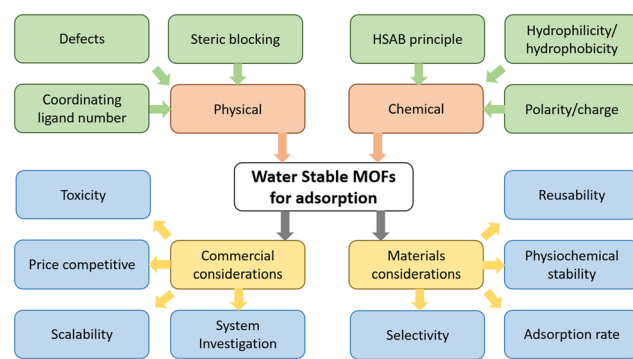 Defects
Steric blocking
HSAB principle
Hydrophilicity/
hydrophobicity
Coordinating
ligand number
Physical
Chemical
Polarity/charge
Water Stable MOFs
for adsorption
Toxicity
Reusability
Price competitive
Commercial
considerations
Materials
considerations
Physiochemical
stability
Scalability
System
Investigation
Selectivity
Adsorption rate